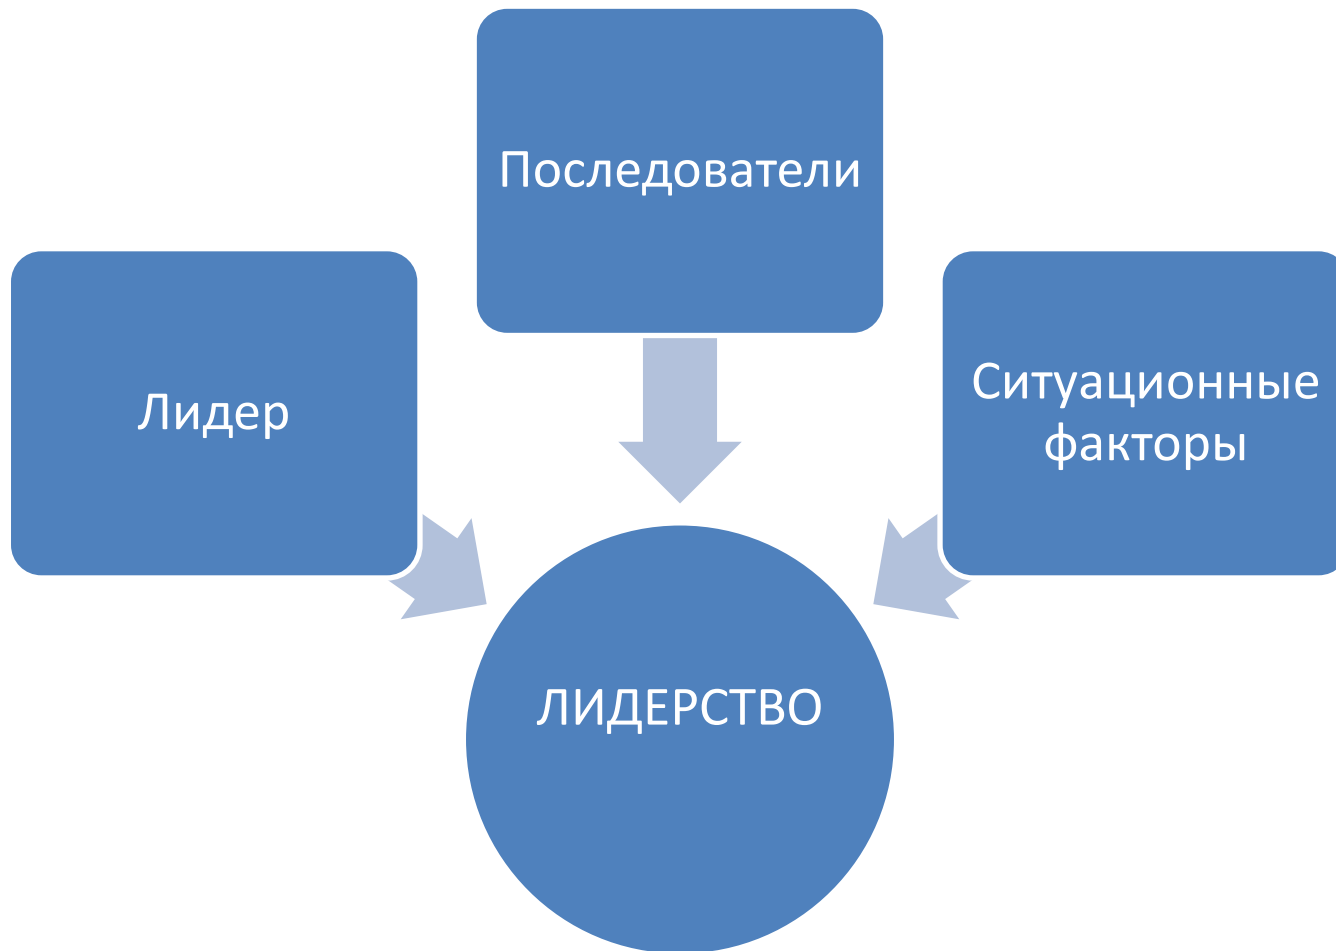 Последователи
Лидер
Ситуационные
факторы
ЛИДЕРСТВО